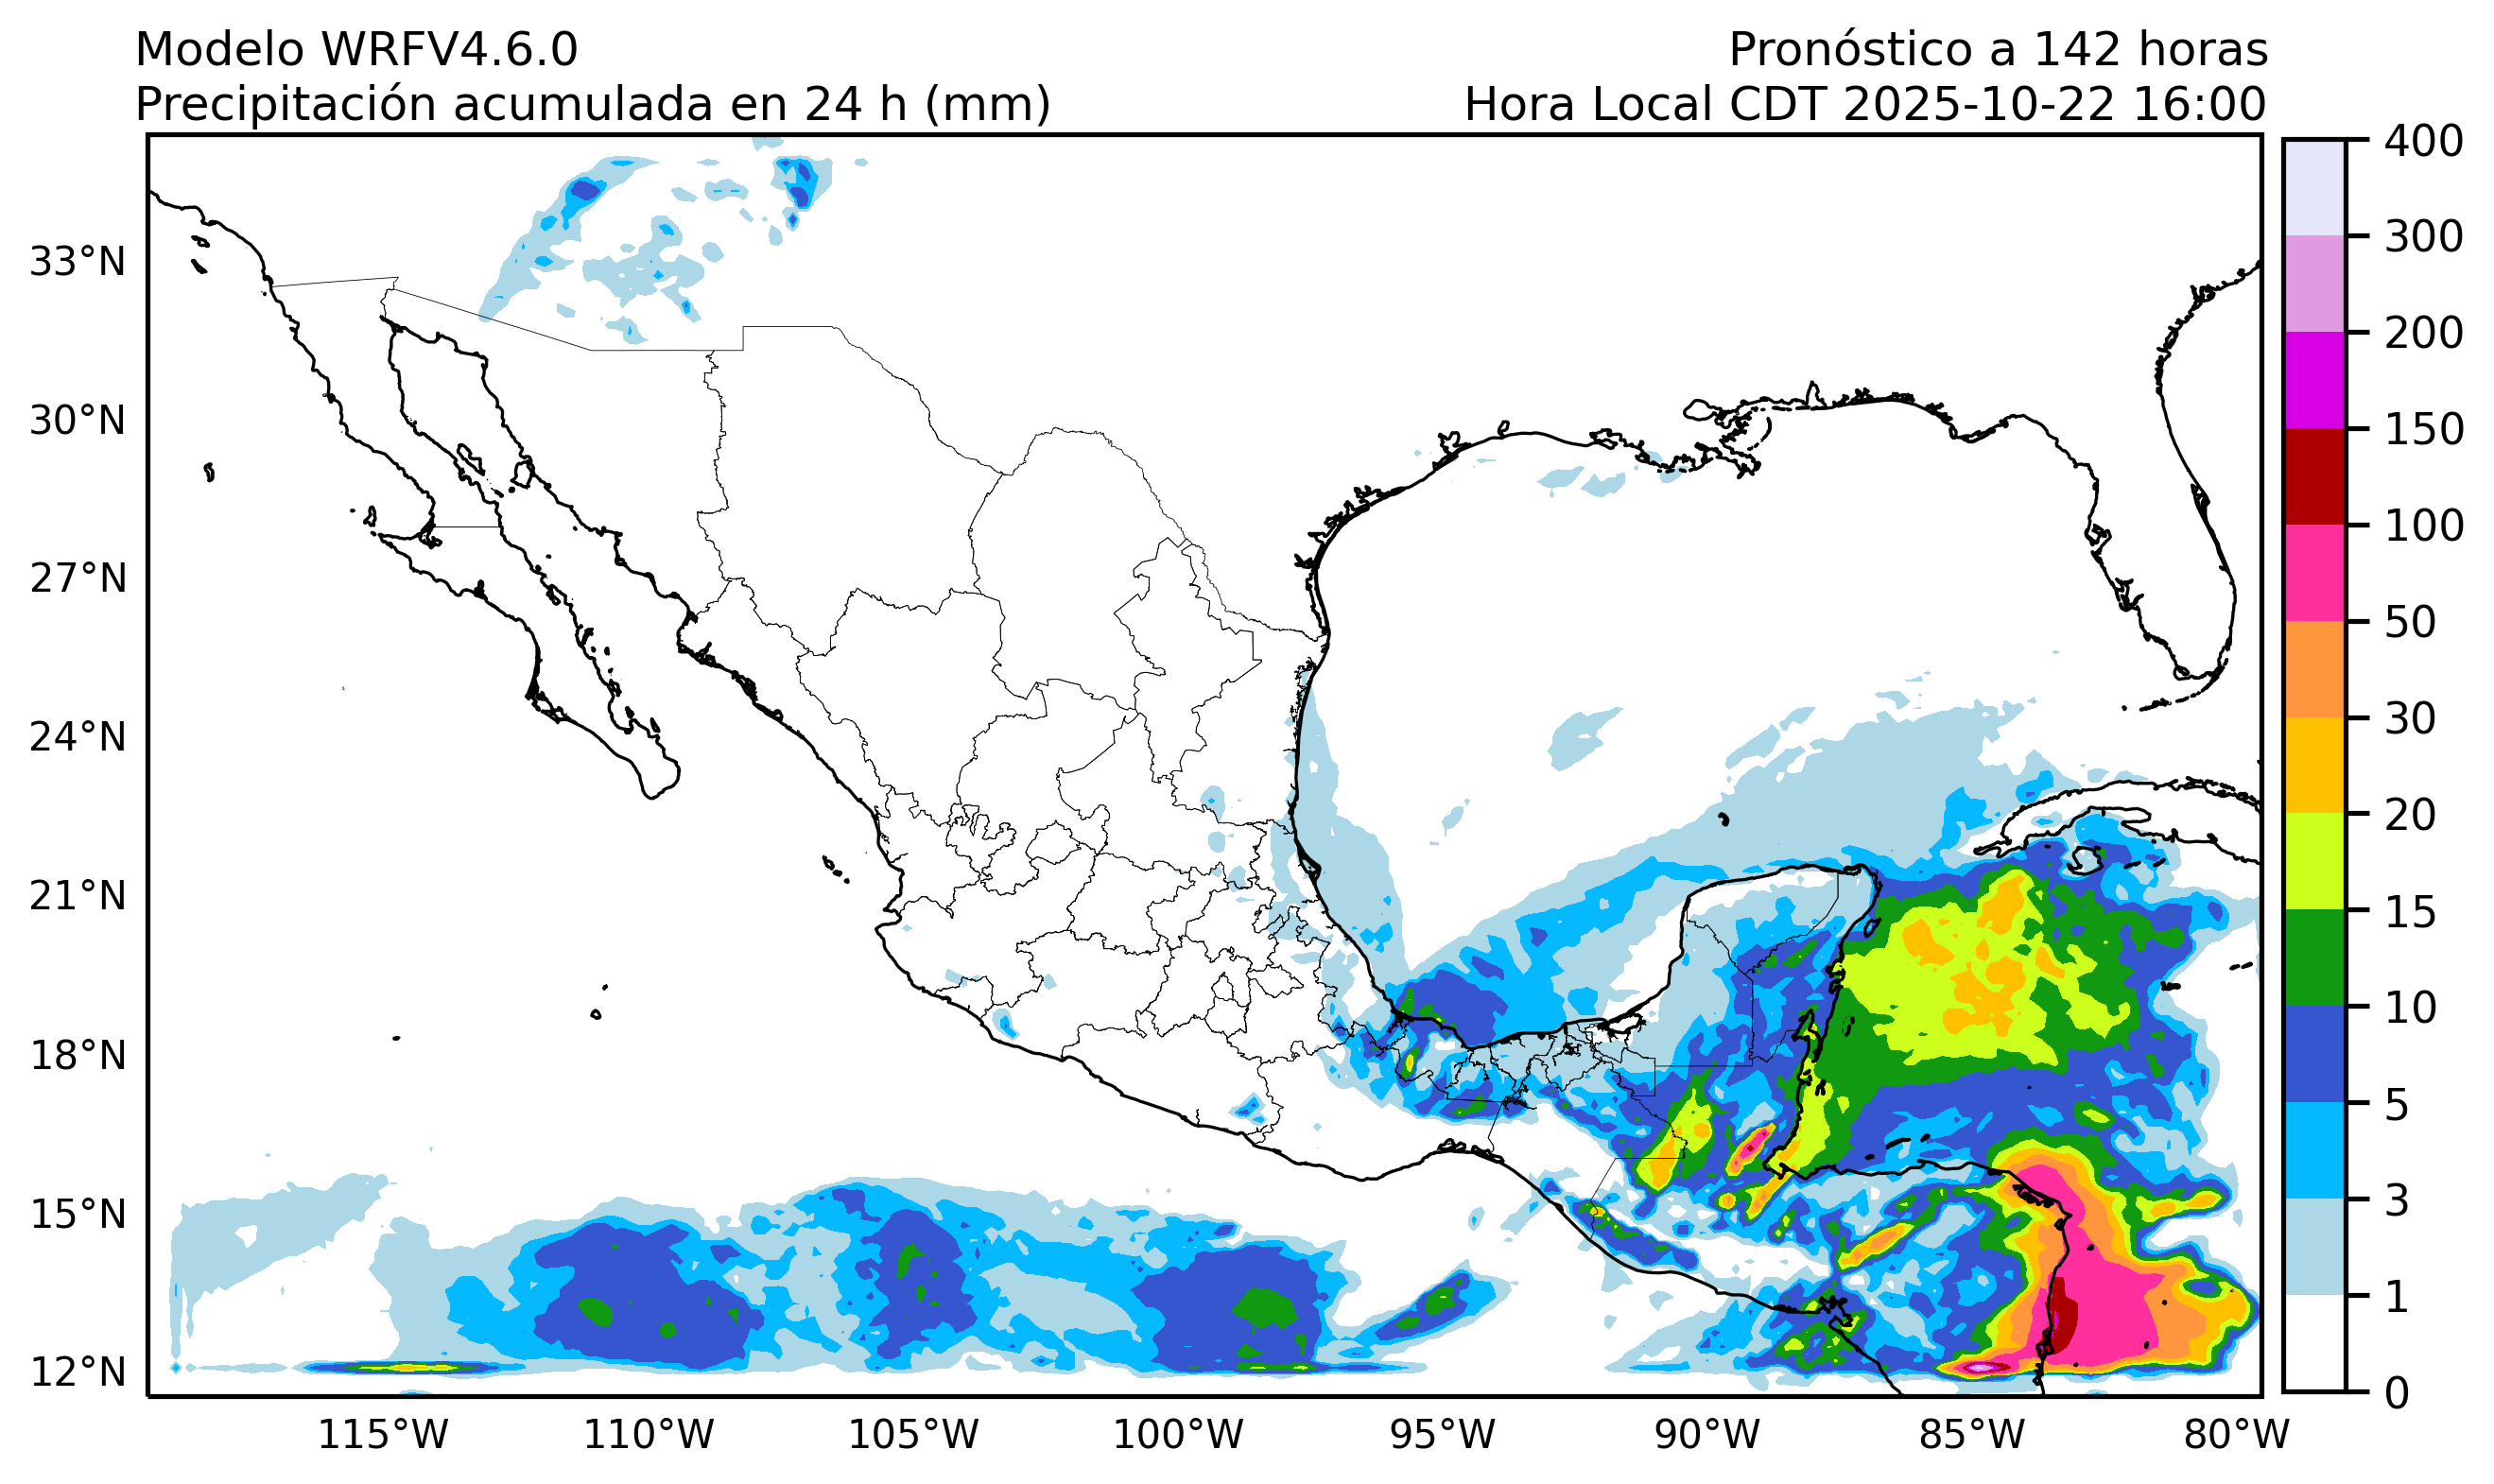 Modelo WRFV4.6.0
Pronóstico a 142 horas
Precipitación acumulada en 24 h (mm)
Hora Local CDT 2025-10-22 16:00
33°N
30°N
27°N
24°N
21°N
18°N
15°N
12°N
115°W
110°W
105°W
100°W
95°W
90°W
85°W
80°W
400
300
200
150
100
50
30
20
15
10
5
3
1
0